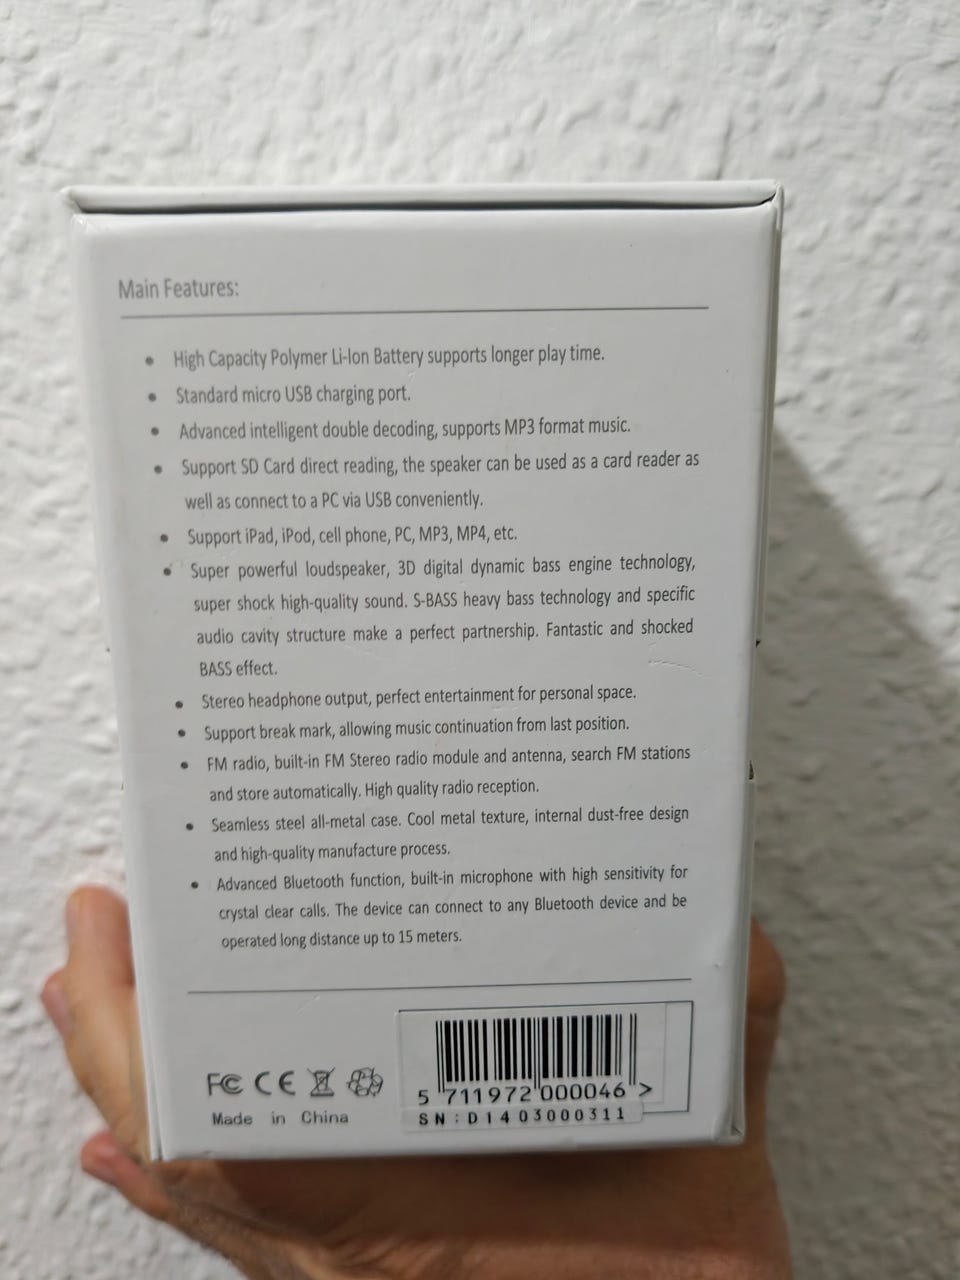 Main Features:
• High Capacity Polymer Li-Ion Battery supports longer play time.
• Standard micro USB charging port.
• Advanced intelligent double decoding, supports MP3 format music.
• Support SD Card direct reading, the speaker can be used as a card reader as
well as connect to a PC via USB conveniently.
• Support iPad, iPod, cell phone, PC, MP3, MP4, etc.
• Super powerful loudspeaker, 3D digital dynamic bass engine technology,
super shock high-quality sound. S-BASS heavy bass technology and specific
audio cavity structure make a perfect partnership. Fantastic and shocked
BASS effect.
• Stereo headphone output, perfect entertainment for personal space.
• Support break mark, allowing music continuation from last position.
• FM radio, built-in FM Stereo radio module and antenna, search FM stations
and store automatically. High quality radio reception.
• Seamless steel all-metal case. Cool metal texture, internal dust-free design
and high-quality manufacture process.
• Advanced Bluetooth function, built-in microphone with high sensitivity for
crystal clear calls. The device can connect to any Bluetooth device and be
operated long distance up to 15 meters.
FC CE
Made in China
5 711972 000046 >
SN:D1403000311